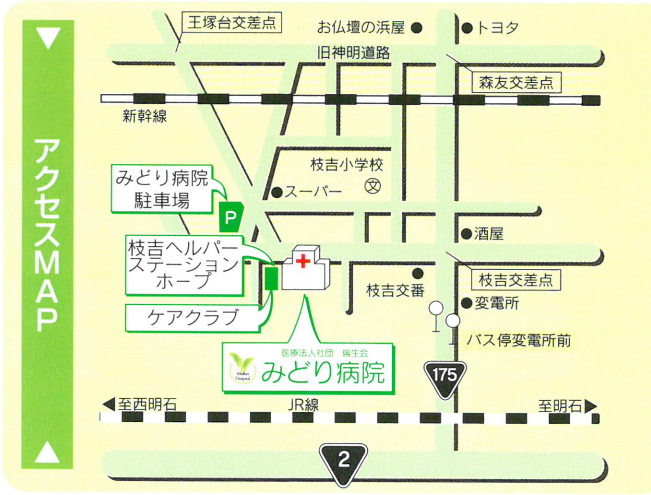 アクセスMAP
王塚台交差点
お仏壇の浜屋
トヨタ
旧神明道路
森友交差点
新幹線
枝吉小学校
文
みどり病院
駐車場
P
スーパー
酒屋
枝吉ヘルパー
ステーション
ホープ
枝吉交差点
枝吉交番
変電所
ケアクラブ
バス停変電所前
医療法人社団
みどり病院
175
至西明石
JR線
至明石
2